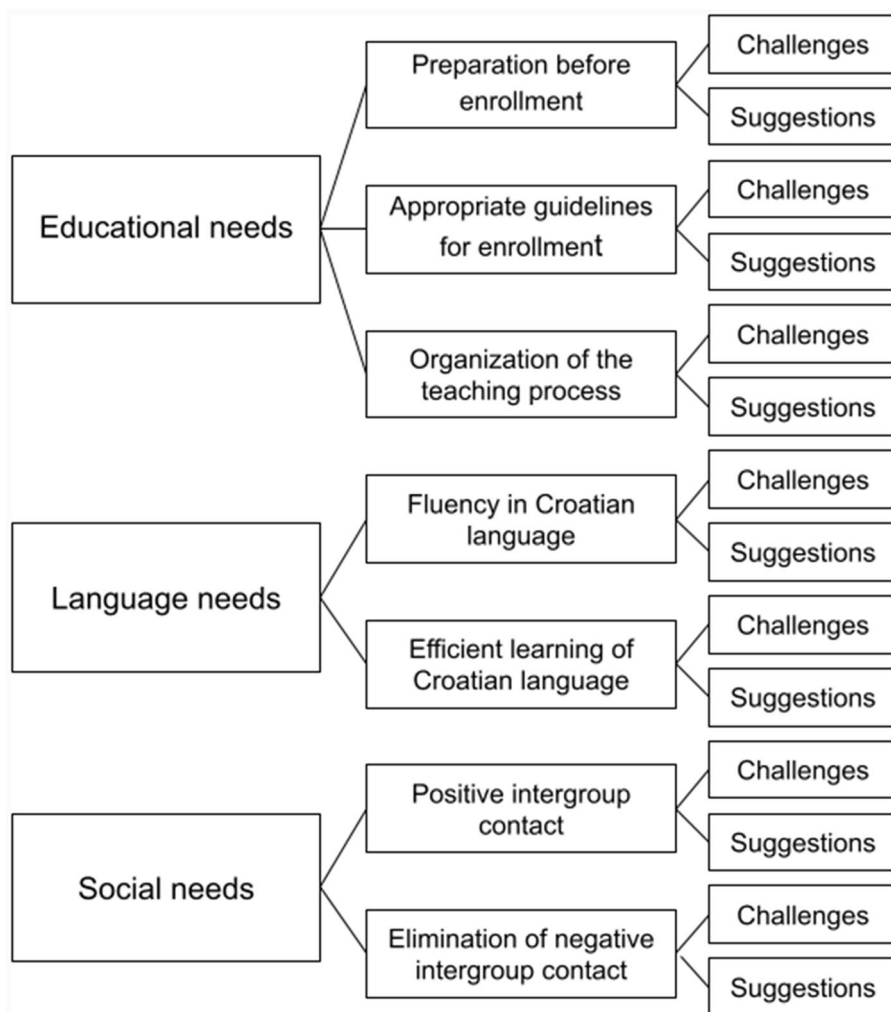 Educational needs
Preparation before
enrollment
Challenges
Suggestions
Appropriate guidelines
for enrollment
Challenges
Suggestions
Organization of the
teaching process
Challenges
Suggestions
Language needs
Fluency in Croatian
language
Challenges
Suggestions
Efficient learning of
Croatian language
Challenges
Suggestions
Social needs
Positive intergroup
contact
Challenges
Suggestions
Elimination of negative
intergroup contact
Challenges
Suggestions